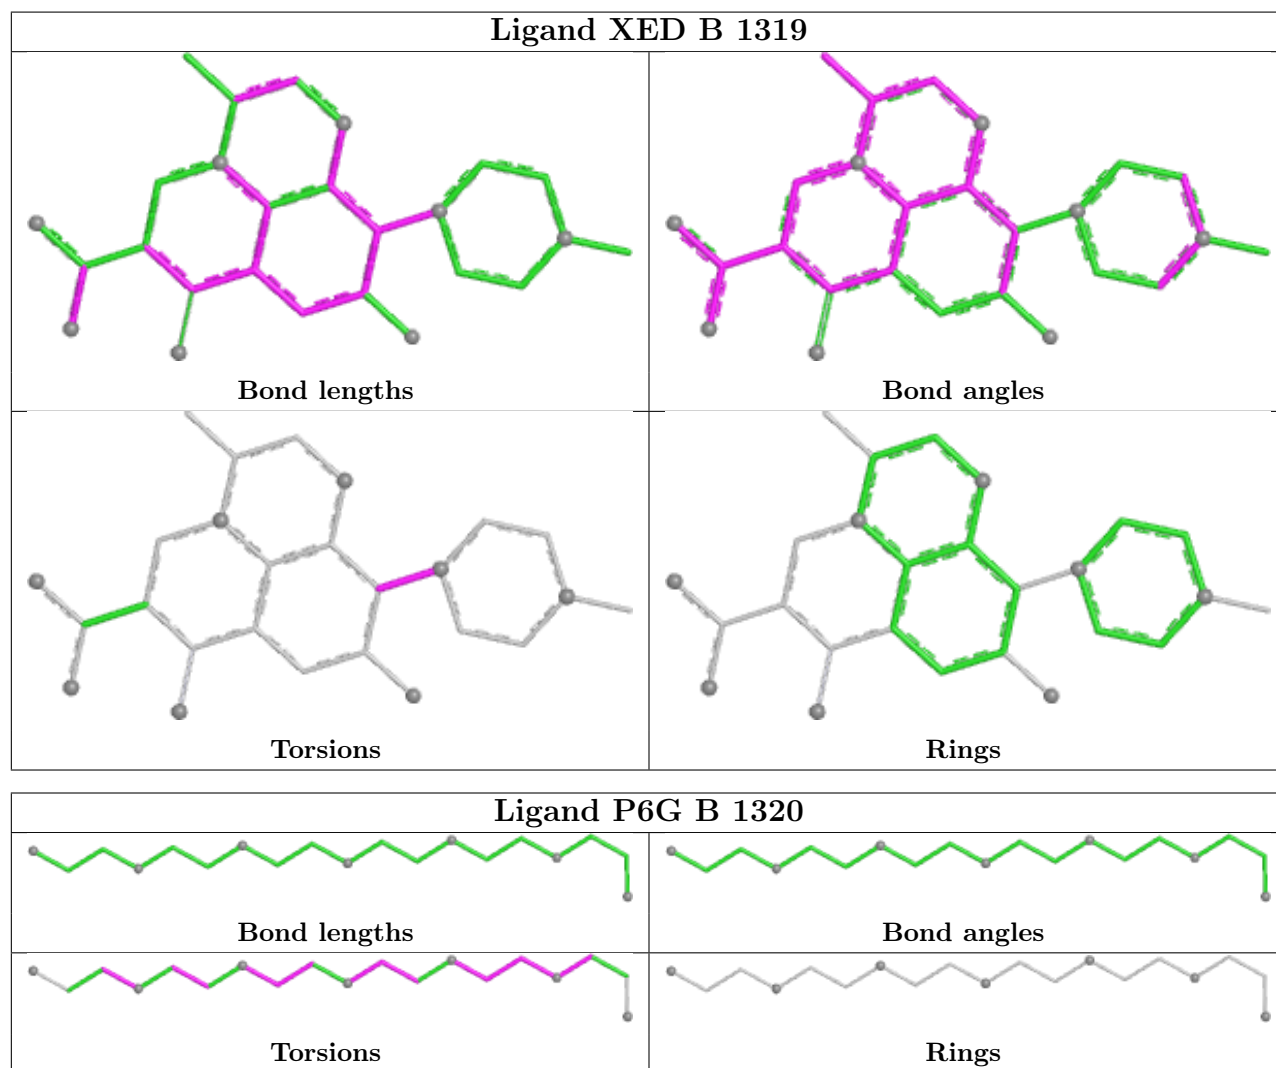 Ligand XED B 1319
Bond lengths
Bond angles
Torsions
Rings
Ligand P6G B 1320
Bond lengths
Bond angles
Torsions
Rings